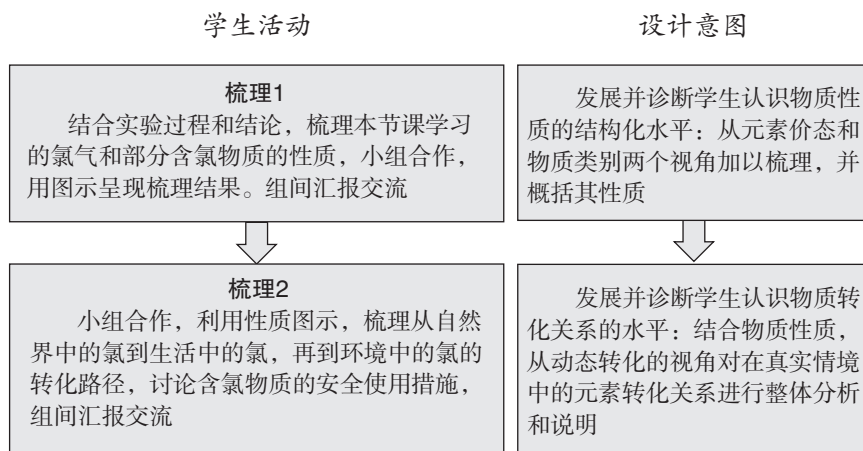 学生活动
设计意图
梳理1
结合实验过程和结论，梳理本节课学习
的氯气和部分含氯物质的性质，小组合作，
用图示呈现梳理结果。组间汇报交流
发展并诊断学生认识物质性
质的结构化水平：从元素价态和
物质类别两个视角加以梳理，并
概括其性质
梳理2
小组合作，利用性质图示，梳理从自然
界中的氯到生活中的氯，再到环境中的氯的
转化路径，讨论含氯物质的安全使用措施，
组间汇报交流
发展并诊断学生认识物质转
化关系的水平：结合物质性质，
从动态转化的视角对在真实情境
中的元素转化关系进行整体分析
和说明